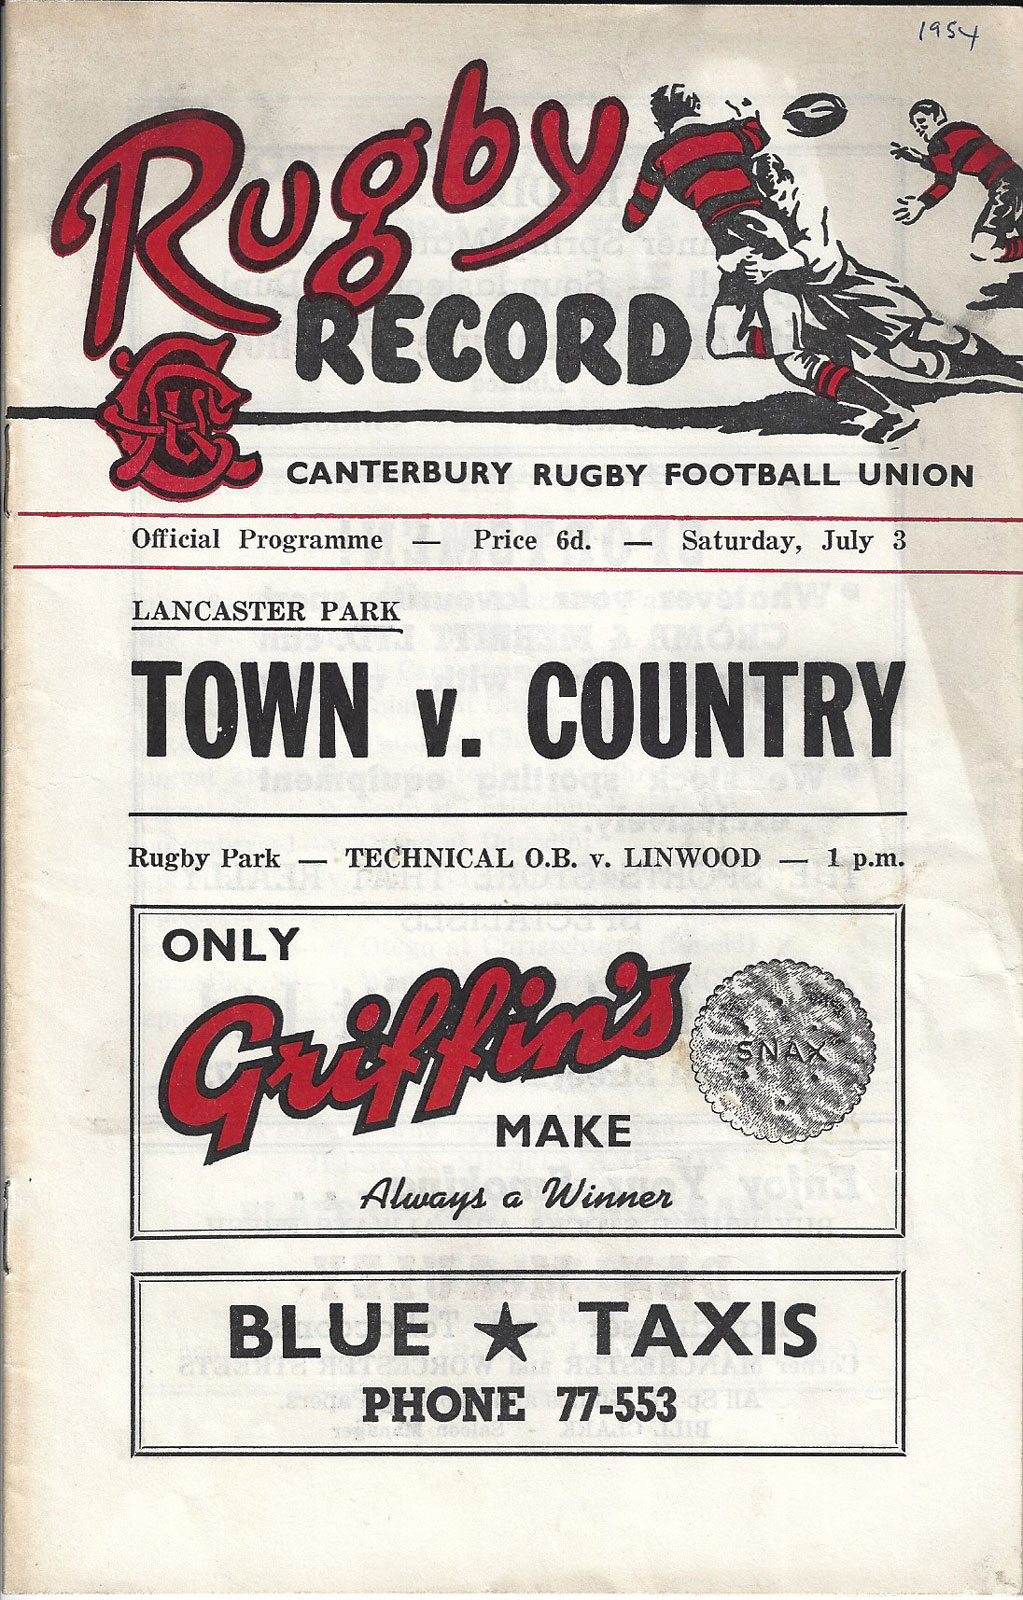 1954
Rugby
RECORD
CANTERBURY RUGBY FOOTBALL UNION
Official Programme — Price 6d. — Saturday, July 3
LANCASTER PARK
TOWN v. COUNTRY
Rugby Park — TECHNICAL O.B. v. LINWOOD — 1 p.m.
ONLY
Griffin's
SNAX
MAKE
Always a Winner
BLUE ★ TAXIS
PHONE 77-553